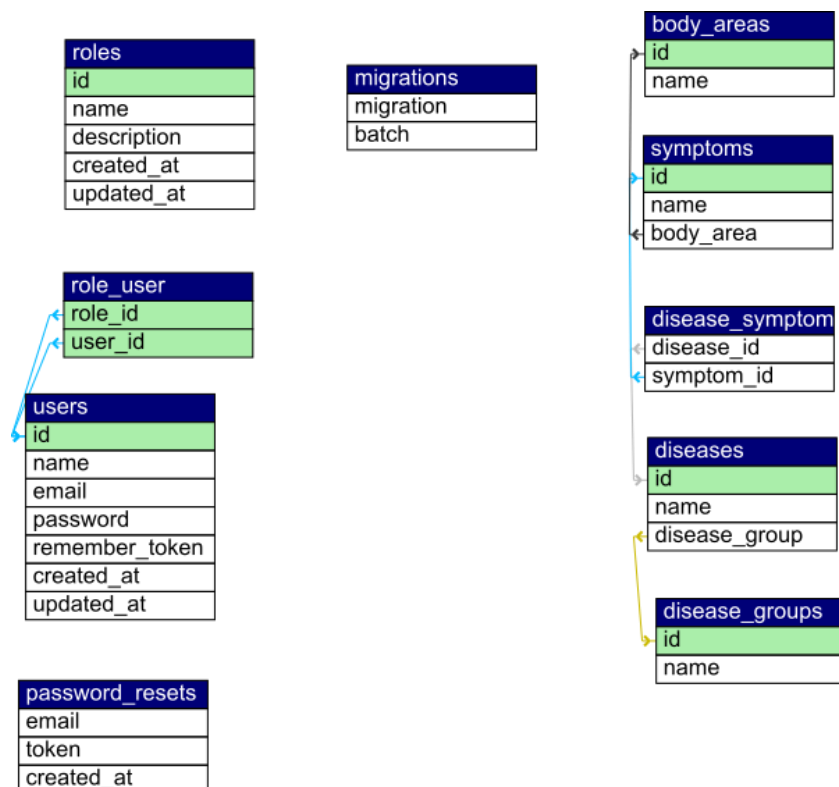 roles
id
name
description
created_at
updated_at
role_user
role_id
user_id
users
id
name
email
password
remember_token
created_at
updated_at
password_resets
email
token
created_at
migrations
migration
batch
body_areas
id
name
symptoms
id
name
body_area
disease_symptom
disease_id
symptom_id
diseases
id
name
disease_group
disease_groups
id
name